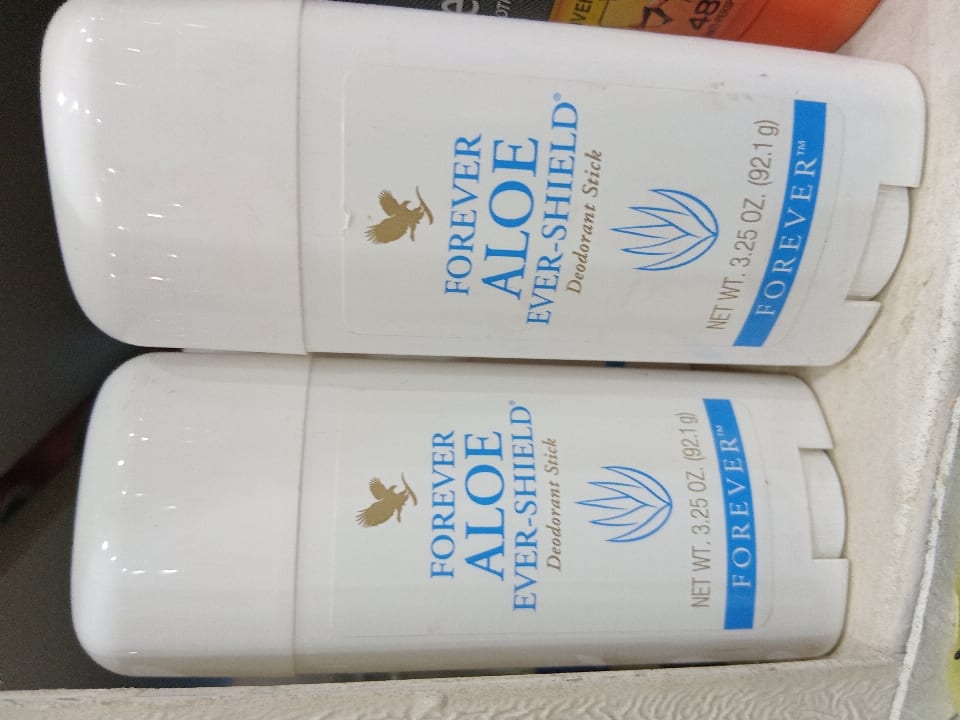 FOREVER
ALOE
EVER-SHIELD®
Deodorant Stick
NET WT. 3.25 OZ. (92.1 g)
FOREVER™
FOREVER
ALOE
EVER-SHIELD®
Deodorant Stick
NET WT. 3.25 OZ. (92.1 g)
FOREVER™
48